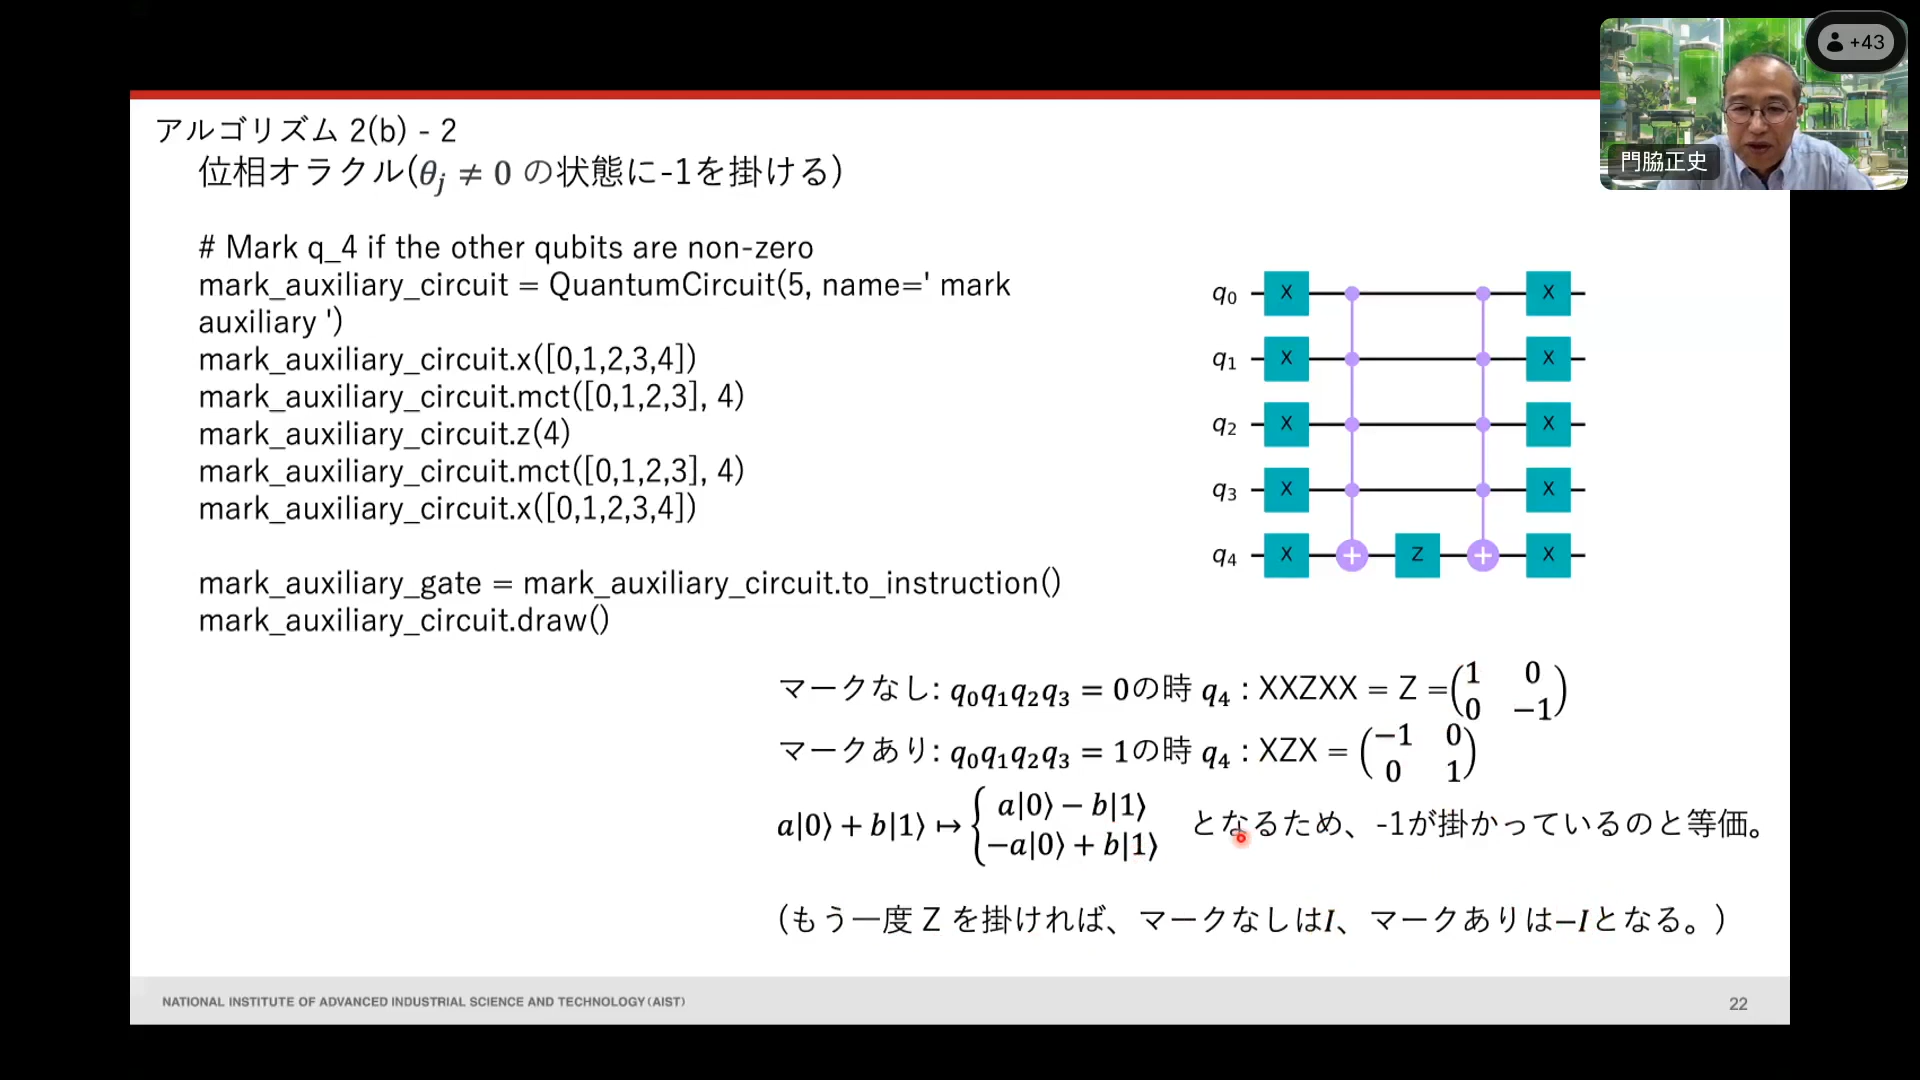 +43
門脇正史
アルゴリズム 2(b) - 2
位相オラクル(θj ≠ 0 の状態に-1を掛ける)
# Mark q_4 if the other qubits are non-zero
mark_auxiliary_circuit = QuantumCircuit(5, name=' mark
auxiliary ')
mark_auxiliary_circuit.x([0,1,2,3,4])
mark_auxiliary_circuit.mct([0,1,2,3], 4)
mark_auxiliary_circuit.z(4)
mark_auxiliary_circuit.mct([0,1,2,3], 4)
mark_auxiliary_circuit.x([0,1,2,3,4])
mark_auxiliary_gate = mark_auxiliary_circuit.to_instruction()
mark_auxiliary_circuit.draw()
q0 X X
q1 X X
q2 X X
q3 X X
q4 X + Z + X
マークなし: q0q1q2q3 = 0の時 q4 : XXZXX = Z = (1 0
0 −1)
マークあり: q0q1q2q3 = 1の時 q4 : XZX = (−1 0
0 1)
a|0⟩ + b|1⟩ ↦ { a|0⟩ − b|1⟩
−a|0⟩ + b|1⟩ となるため、-1が掛かっているのと等価。
(もう一度 Z を掛ければ、マークなしはI、マークありは−Iとなる。)
NATIONAL INSTITUTE OF ADVANCED INDUSTRIAL SCIENCE AND TECHNOLOGY (AIST)
22